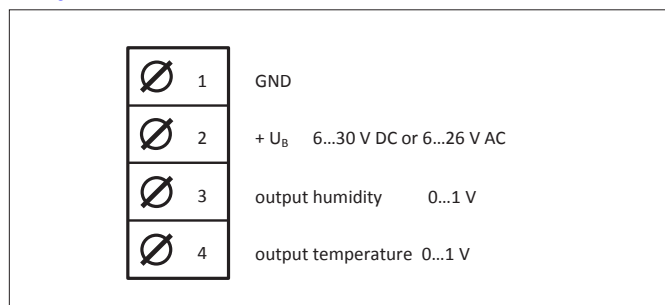 1 GND
2 + U_B 6...30 V DC or 6...26 V AC
3 output humidity 0...1 V
4 output temperature 0...1 V